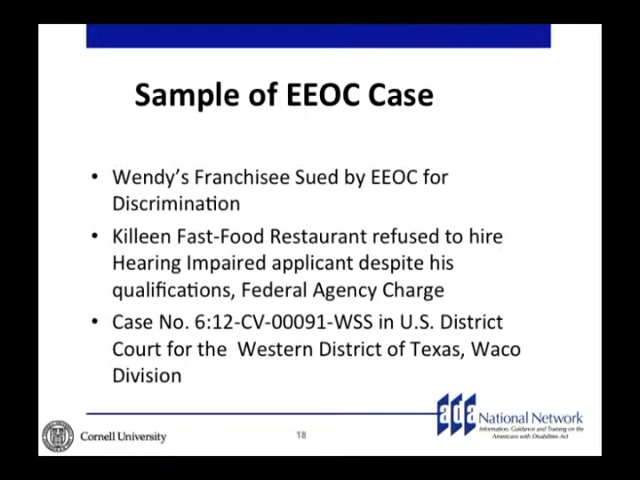 Sample of EEOC Case
• Wendy's Franchisee Sued by EEOC for
Discrimination
• Killeen Fast-Food Restaurant refused to hire
Hearing Impaired applicant despite his
qualifications, Federal Agency Charge
• Case No. 6:12-CV-00091-WSS in U.S. District
Court for the Western District of Texas, Waco
Division
Cornell University
18
ada National Network
Information, Guidance and Training on the
Americans with Disabilities Act